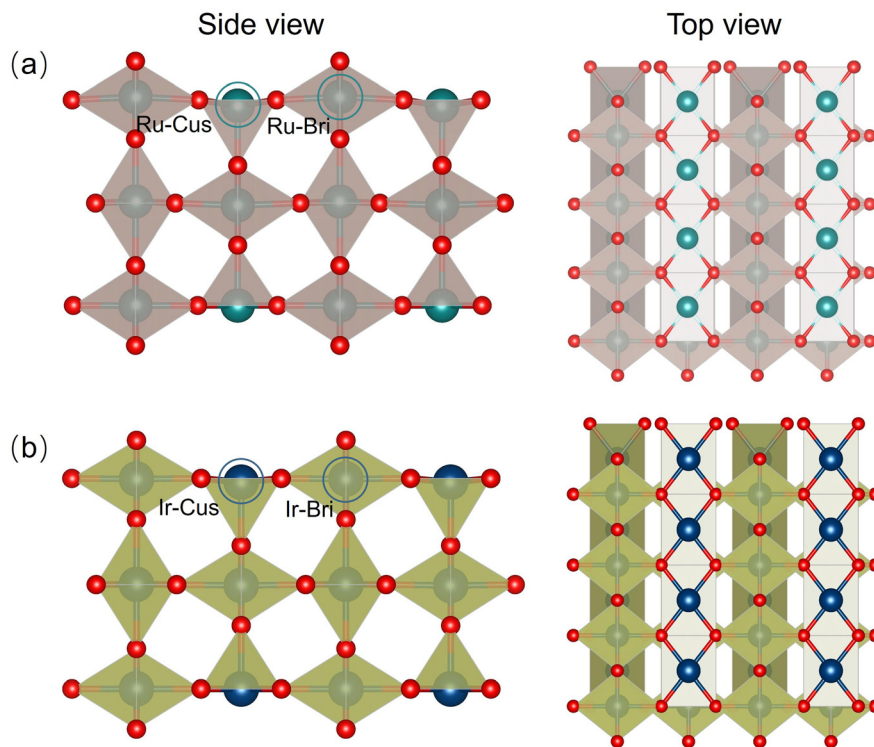 Side view
Top view
(a)
Ru-Cus
Ru-Bri
(b)
Ir-Cus
Ir-Bri